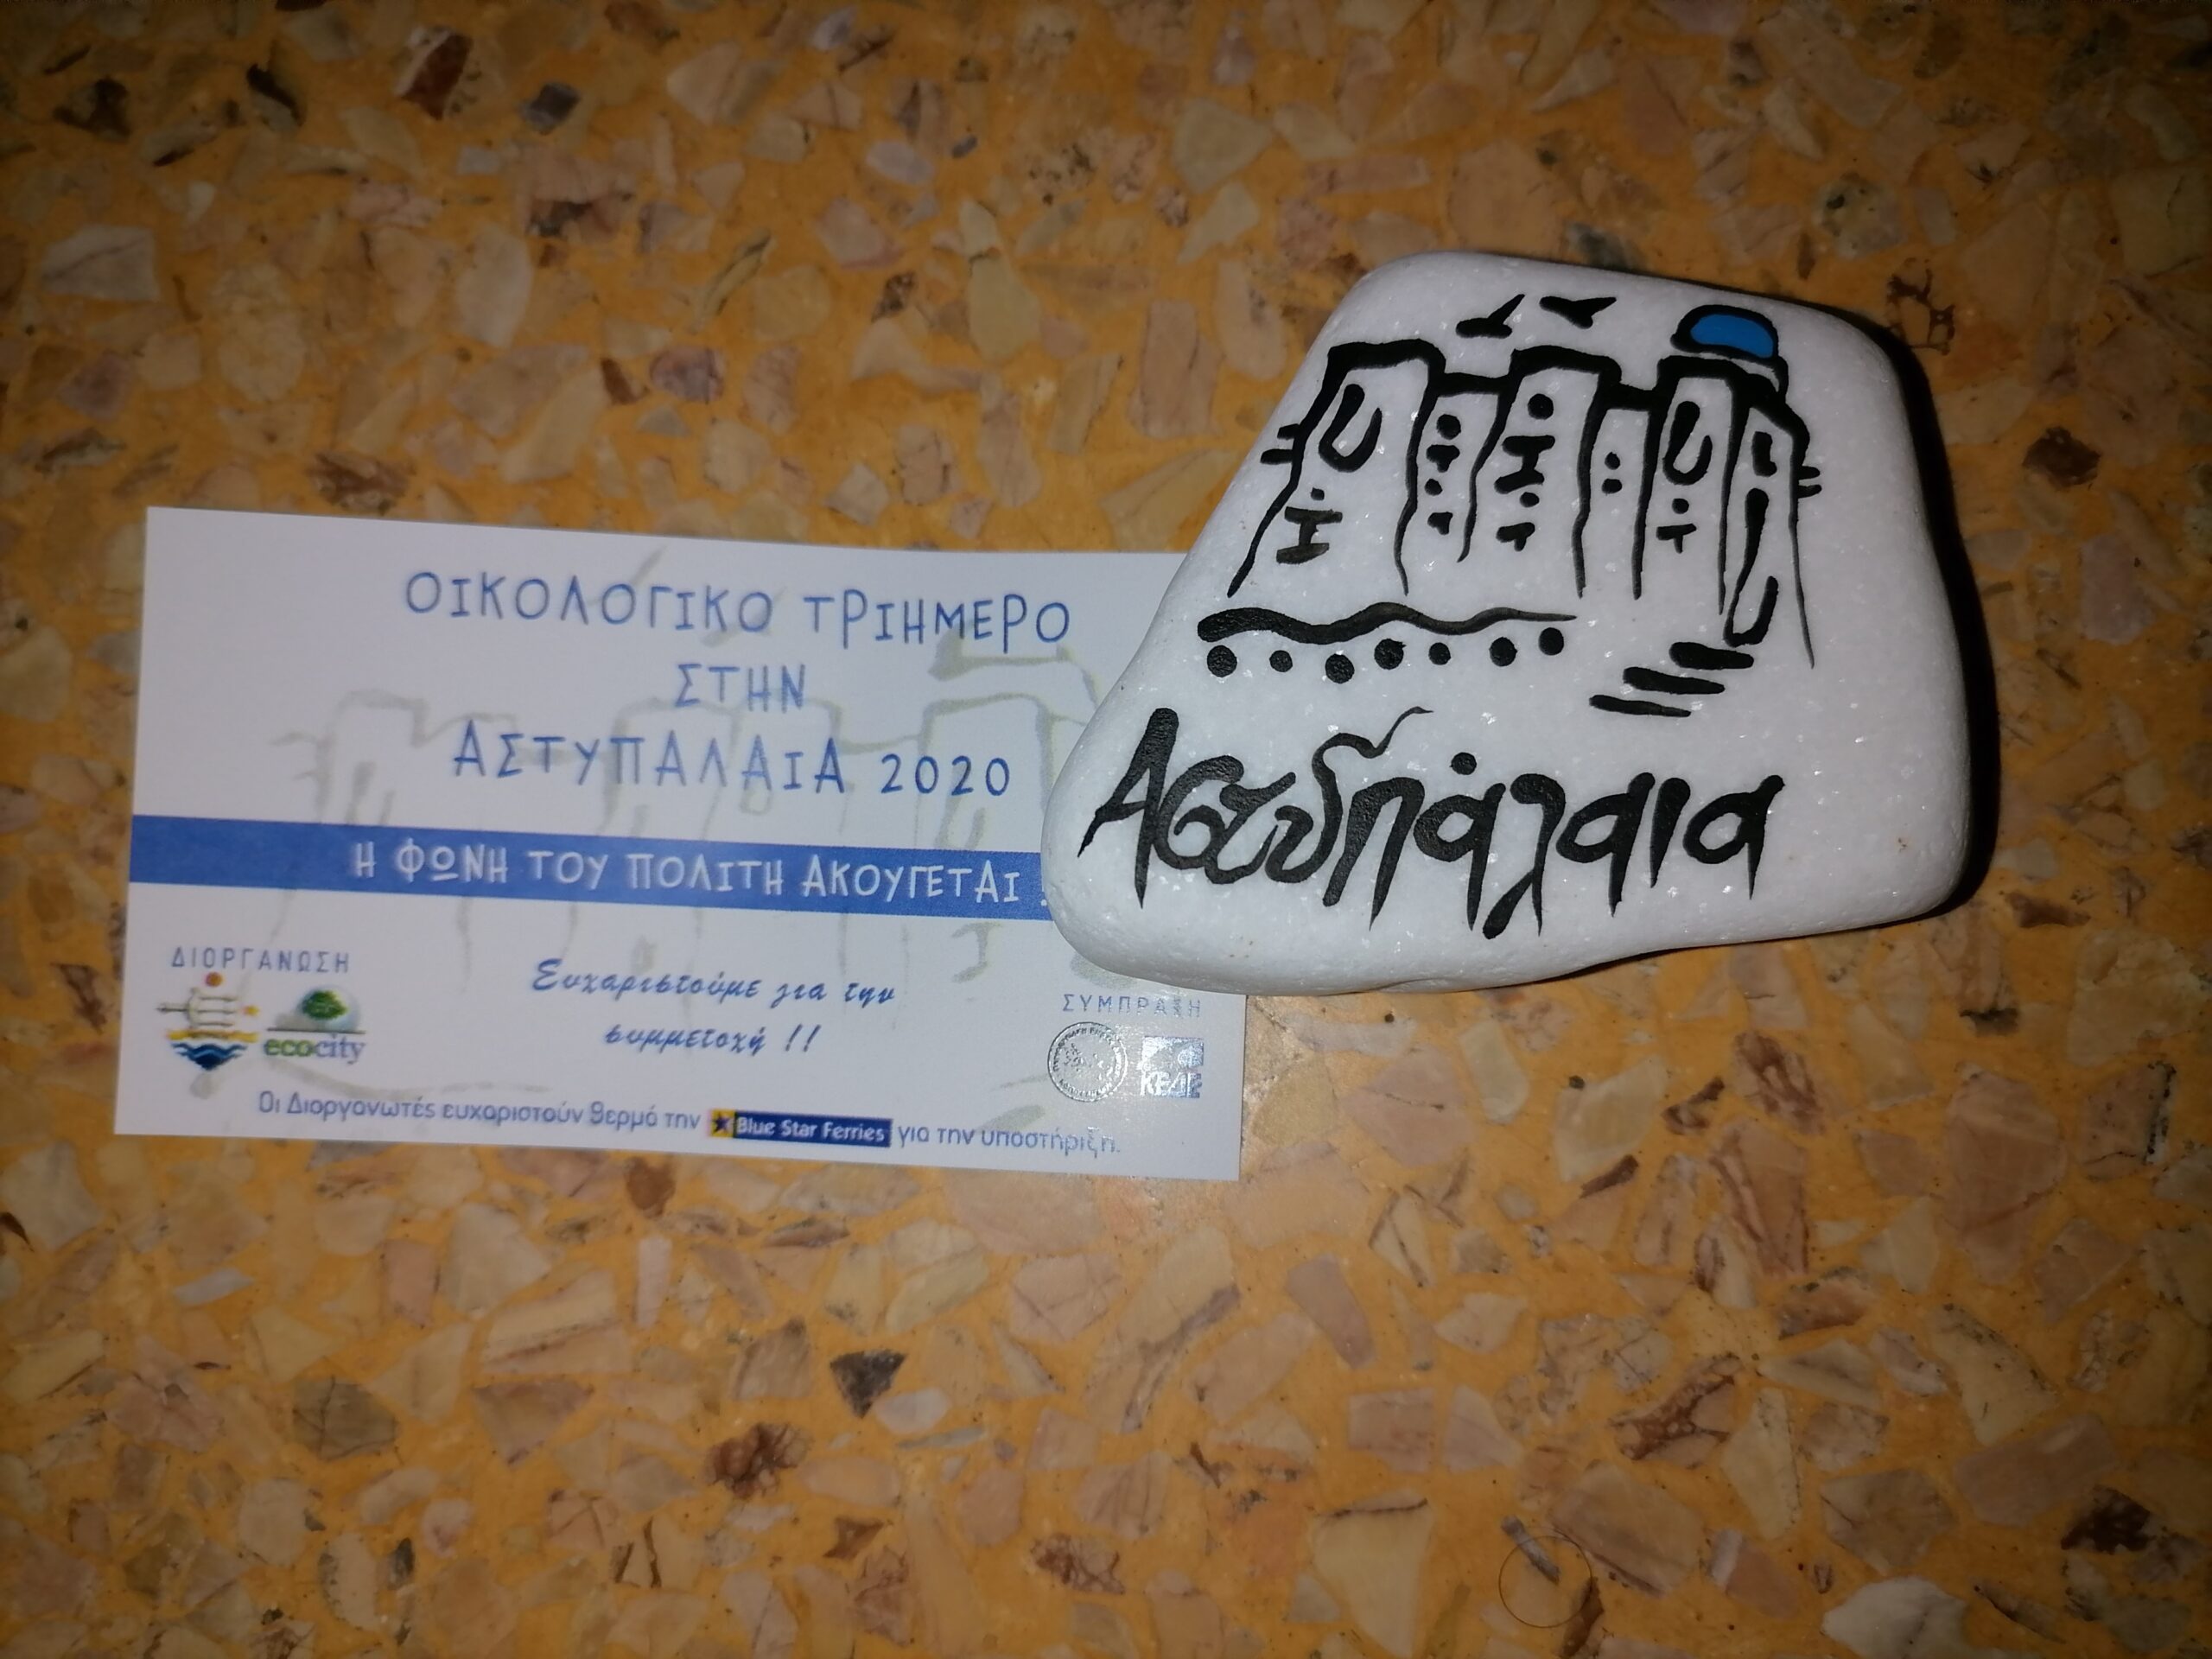 ΟΙΚΟΛΟΓΙΚΟ ΤΡΙΗΜΕΡΟ
ΣΤΗΝ
ΑΣΤΥΠΑΛΑΙΑ 2020
Η ΦΩΝΗ ΤΟΥ ΠΟΛΙΤΗ ΑΚΟΥΓΕΤΑΙ !
ΔΙΟΡΓΑΝΩΣΗ
ecocity
Ευχαριστούμε για την
συμμετοχή !!
ΣΥΜΠΡΑΞΗ
ΚΕΔΕ
Οι Διοργανωτές ευχαριστούν θερμά την Blue Star Ferries για την υποστήριξη.
Αστυπάλαια